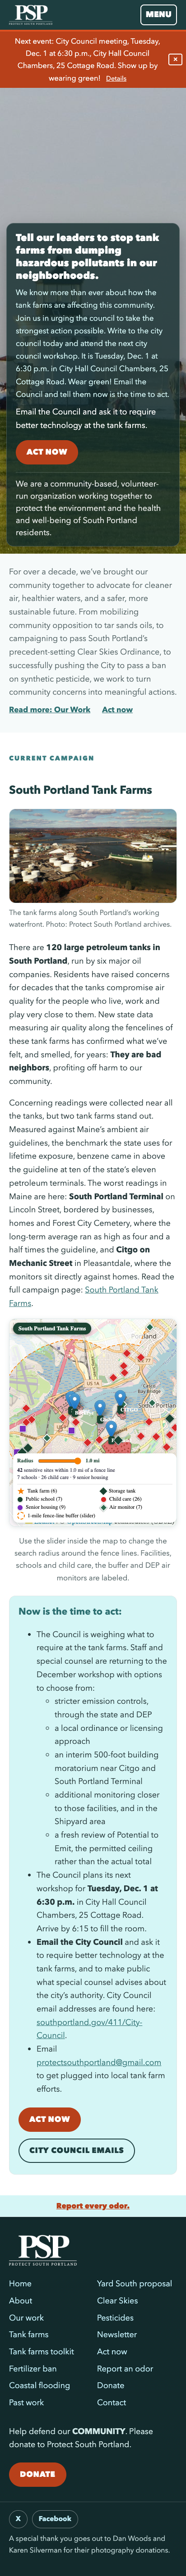 PSP
PROTECT SOUTH PORTLAND
MENU
Next event: City Council meeting, Tuesday,
Dec. 1 at 6:30 p.m., City Hall Council
Chambers, 25 Cottage Road. Show up by
wearing green! Details
×
Tell our leaders to stop tank
farms from dumping
hazardous pollutants in our
neighborhoods.
We know more than ever about how the
tank farms are affecting this community.
Join us in urging our council to take the
strongest action possible. Write to the city
council today and attend the next city
council workshop. It is Tuesday, Dec. 1 at
6:30 p.m. in City Hall Council Chambers, 25
Cottage Road. Wear green! Email the
Council and tell them now is the time to act.
Email the Council and ask it to require
better technology at the tank farms.
ACT NOW
We are a community-based, volunteer-
run organization working together to
protect the environment and the health
and well-being of South Portland
residents.
For over a decade, we've brought our
community together to advocate for cleaner
air, healthier waters, and a safer, more
sustainable future. From mobilizing
community opposition to tar sands oil, to
campaigning to pass South Portland's
precedent-setting Clear Skies Ordinance, to
successfully pushing the City to pass a ban
on synthetic pesticide, we work to turn
community concerns into meaningful actions.
Read more: Our Work Act now
CURRENT CAMPAIGN
South Portland Tank Farms
The tank farms along South Portland's working
waterfront. Photo: Protect South Portland archives.
There are 120 large petroleum tanks in
South Portland, run by six major oil
companies. Residents have raised concerns
for decades that the tanks compromise air
quality for the people who live, work, and
play very close to them. New state data
measuring air quality along the fencelines of
these tank farms has confirmed what we've
felt, and smelled, for years: They are bad
neighbors, profiting off harm to our
community.
Concerning readings were collected near all
the tanks, but two tank farms stand out.
Measured against Maine's ambient air
guidelines, the benchmark the state uses for
lifetime exposure, benzene came in above
the guideline at ten of the state's eleven
petroleum terminals. The worst readings in
Maine are here: South Portland Terminal on
Lincoln Street, bordered by businesses,
homes and Forest City Cemetery, where the
long-term average ran as high as four and a
half times the guideline, and Citgo on
Mechanic Street in Pleasantdale, where the
monitors sit directly against homes. Read the
full campaign page: South Portland Tank
Farms.
South Portland Tank Farms
Portland
US 1A
Casco
Bay Bridge
South Portland
Radius 1.0 mi
42 sensitive sites within 1.0 mi of a fence line
7 schools · 26 child care · 9 senior housing
Tank farm (6)
Storage tank
Public school (7)
Child care (26)
Senior housing (9)
Air monitor (7)
1-mile fence-line buffer (slider)
Use the slider inside the map to change the
search radius around the fence lines. Facilities,
schools and child care, the buffer and DEP air
monitors are labeled.
Now is the time to act:
The Council is weighing what to
require at the tank farms. Staff and
special counsel are returning to the
December workshop with options
to choose from:
stricter emission controls,
through the state and DEP
a local ordinance or licensing
approach
an interim 500-foot building
moratorium near Citgo and
South Portland Terminal
additional monitoring closer
to those facilities, and in the
Shipyard area
a fresh review of Potential to
Emit, the permitted ceiling
rather than the actual total
The Council plans its next
workshop for Tuesday, Dec. 1 at
6:30 p.m. in City Hall Council
Chambers, 25 Cottage Road.
Arrive by 6:15 to fill the room.
Email the City Council and ask it
to require better technology at the
tank farms, and to make public
what special counsel advises about
the city's authority. City Council
email addresses are found here:
southportland.gov/411/City-
Council.
Email
protectsouthportland@gmail.com
to get plugged into local tank farm
efforts.
ACT NOW
CITY COUNCIL EMAILS
Report every odor.
PSP
PROTECT SOUTH PORTLAND
Home
Yard South proposal
About
Clear Skies
Our work
Pesticides
Tank farms
Newsletter
Tank farms toolkit
Act now
Fertilizer ban
Report an odor
Coastal flooding
Donate
Past work
Contact
Help defend our COMMUNITY. Please
donate to Protect South Portland.
DONATE
X
Facebook
A special thank you goes out to Dan Woods and
Karen Silverman for their photography donations.